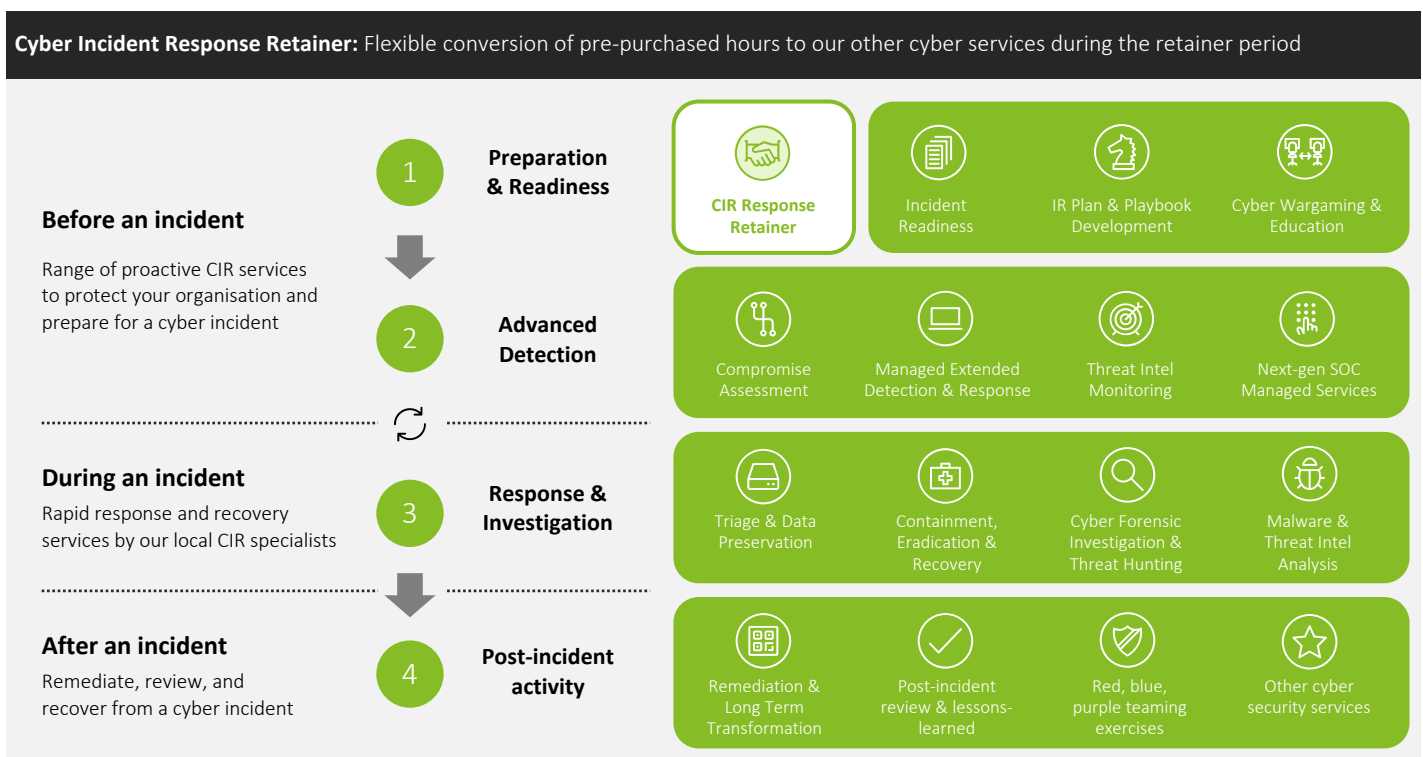 Cyber Incident Response Retainer: Flexible conversion of pre-purchased hours to our other cyber services during the retainer period
Before an incident
Range of proactive CIR services
to protect your organisation and
prepare for a cyber incident
1
Preparation
& Readiness
CIR Response
Retainer
Incident
Readiness
IR Plan & Playbook
Development
Cyber Wargaming &
Education
2
Advanced
Detection
Compromise
Assessment
Managed Extended
Detection & Response
Threat Intel
Monitoring
Next-gen SOC
Managed Services
During an incident
Rapid response and recovery
services by our local CIR specialists
3
Response &
Investigation
Triage & Data
Preservation
Containment,
Eradication &
Recovery
Cyber Forensic
Investigation &
Threat Hunting
Malware &
Threat Intel
Analysis
After an incident
Remediate, review, and
recover from a cyber incident
4
Post-incident
activity
Remediation &
Long Term
Transformation
Post-incident
review & lessons-
learned
Red, blue,
purple teaming
exercises
Other cyber
security services